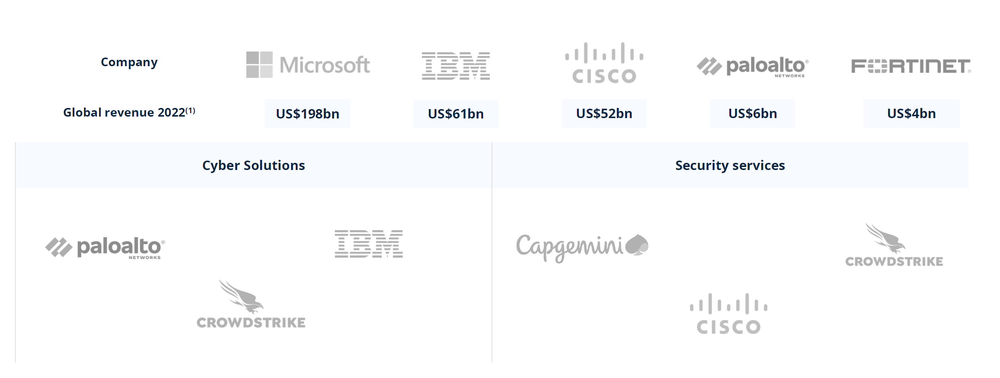 Company Microsoft IBM CISCO paloalto® NETWORKS FORTINET®
Global revenue 2022(1) US$198bn US$61bn US$52bn US$6bn US$4bn
Cyber Solutions Security services
paloalto® NETWORKS IBM Capgemini CROWDSTRIKE
CROWDSTRIKE CISCO